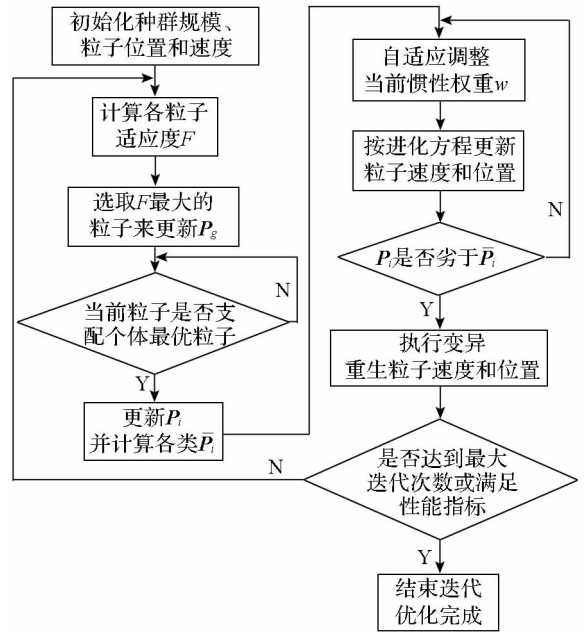 初始化种群规模、
粒子位置和速度
计算各粒子
适应度F
选取F最大的
粒子来更新Pg
当前粒子是否支
配个体最优粒子
N
Y
更新Pi
并计算各类P̄i
自适应调整
当前惯性权重w
按进化方程更新
粒子速度和位置
Pi是否劣于P̄i
N
Y
执行变异
重生粒子速度和位置
是否达到最大
迭代次数或满足
性能指标
N
Y
结束迭代
优化完成